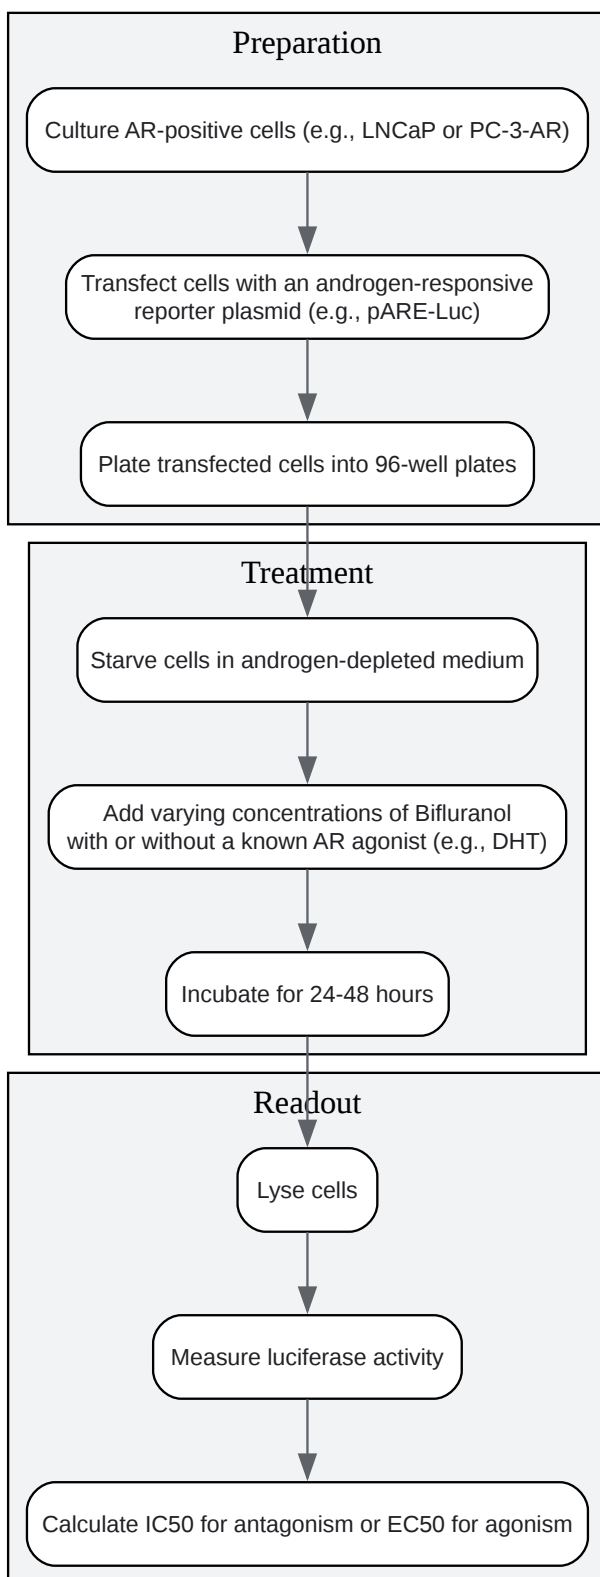 Preparation
Culture AR-positive cells (e.g., LNCaP or PC-3-AR)
Transfect cells with an androgen-responsive
reporter plasmid (e.g., pARE-Luc)
Plate transfected cells into 96-well plates
Treatment
Starve cells in androgen-depleted medium
Add varying concentrations of Bifluranol
with or without a known AR agonist (e.g., DHT)
Incubate for 24-48 hours
Readout
Lyse cells
Measure luciferase activity
Calculate IC50 for antagonism or EC50 for agonism